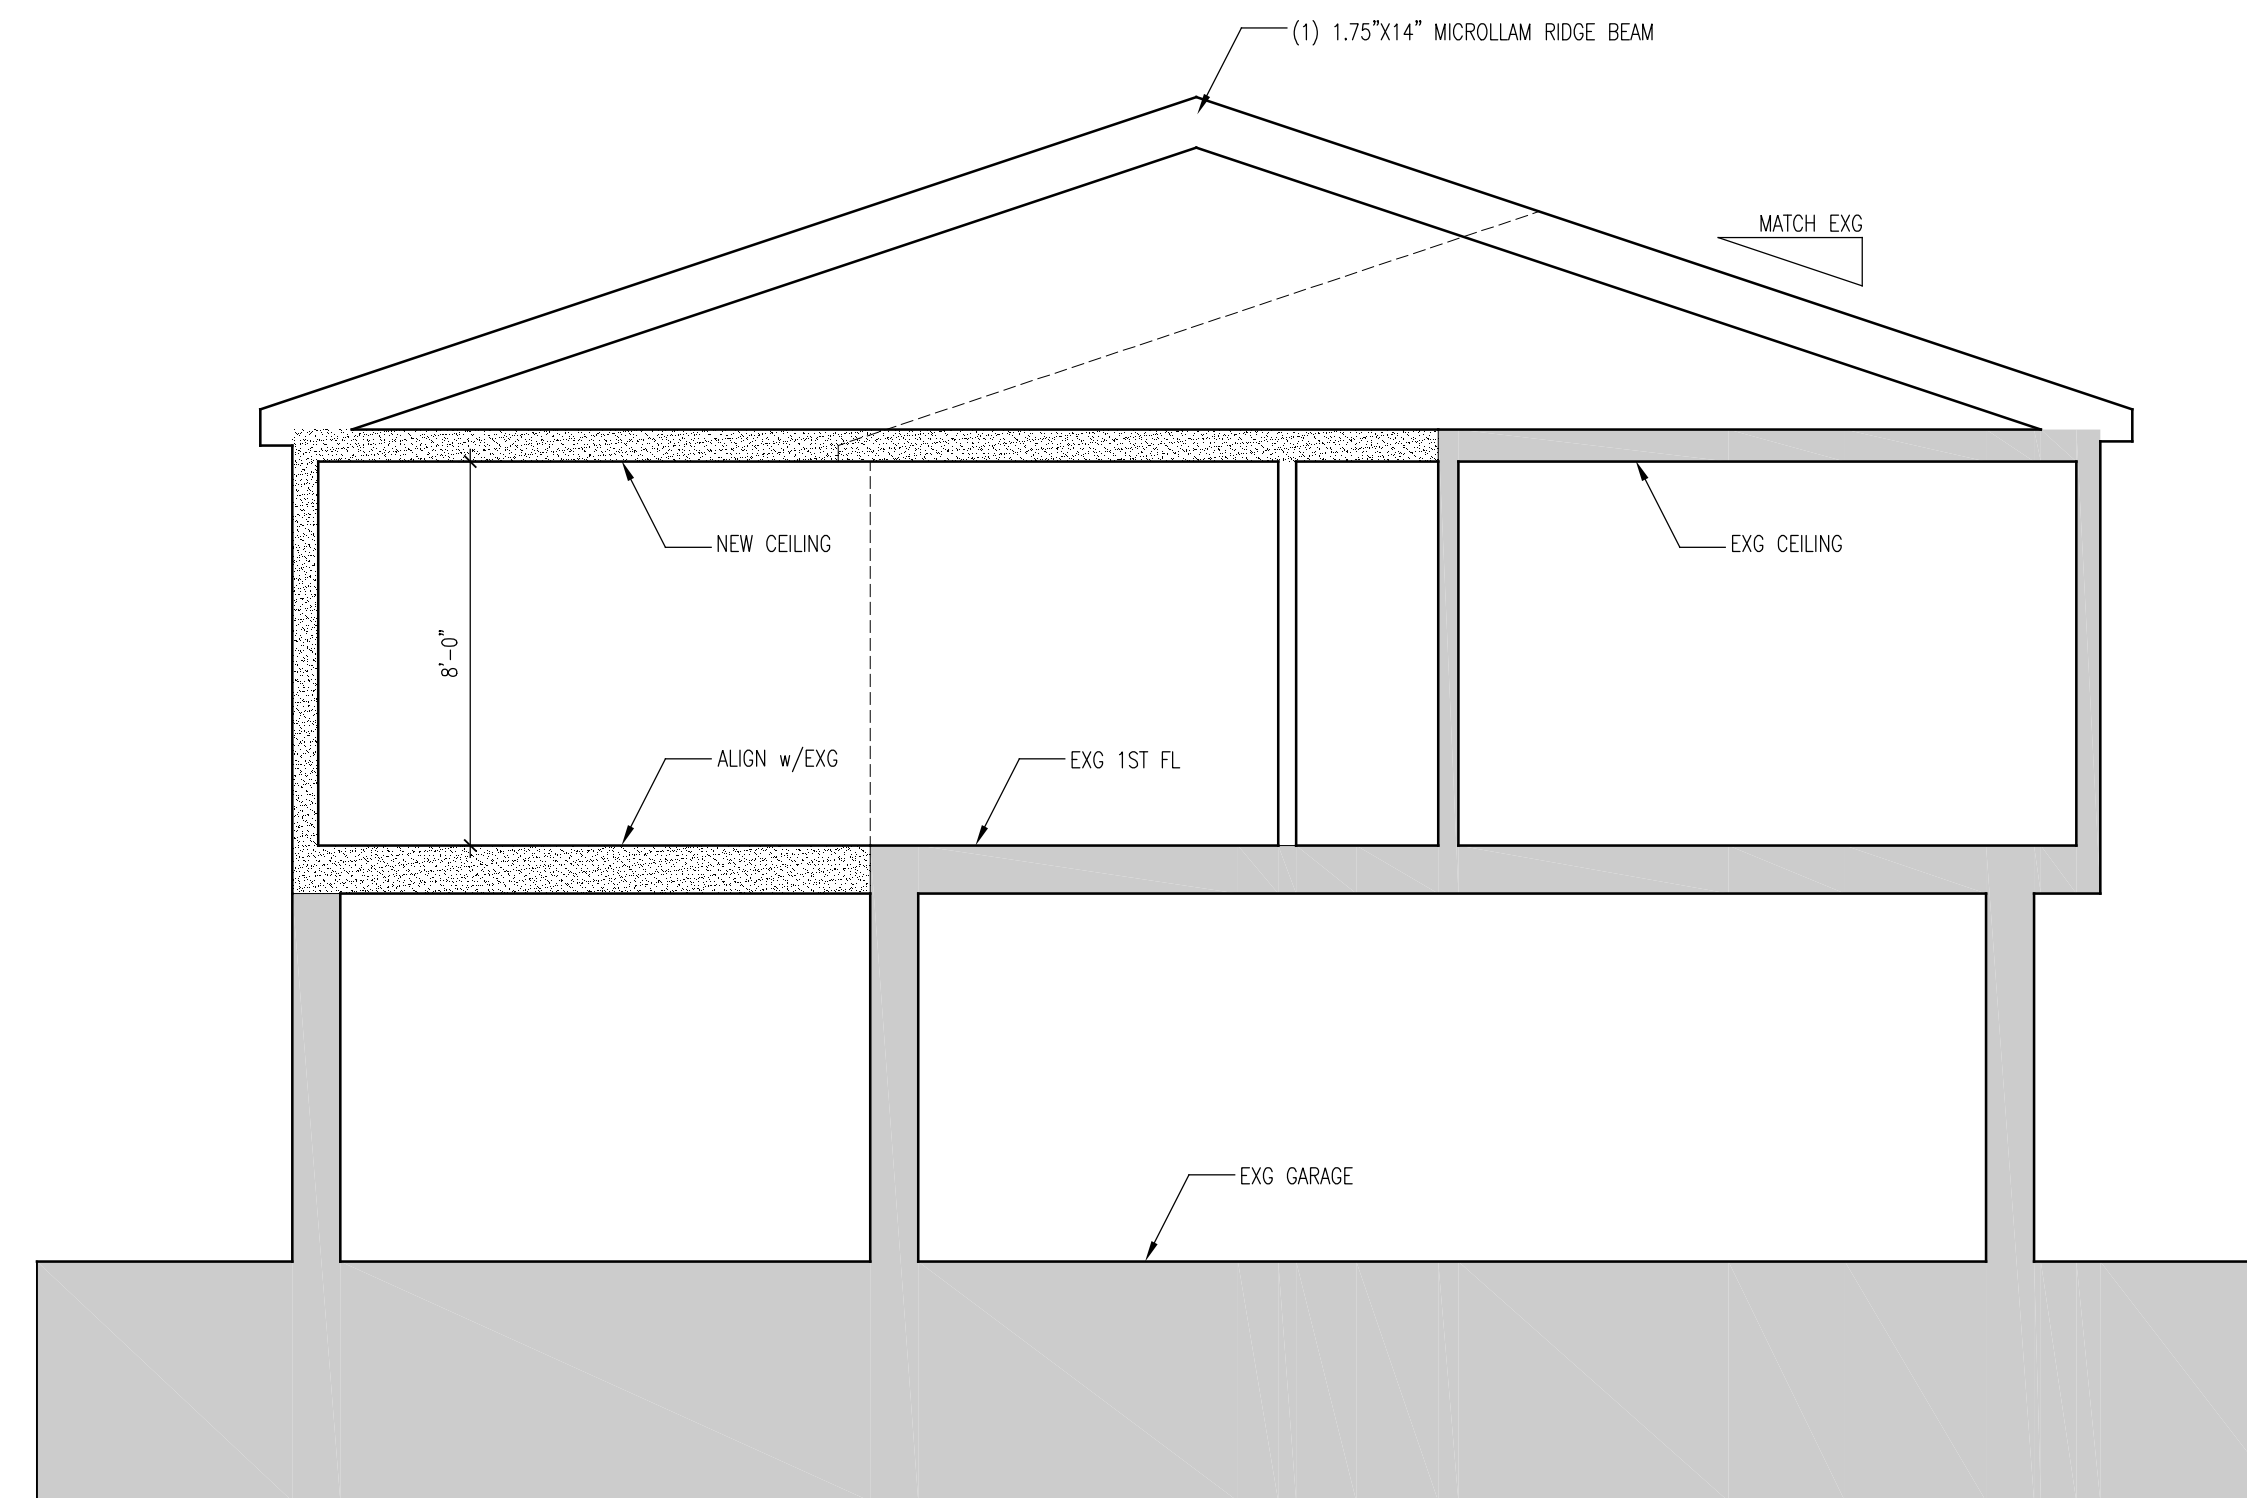 (1) 1.75”X14” MICROLLAM RIDGE BEAM
MATCH EXG
NEW CEILING
EXG CEILING
8'-0”
ALIGN w/EXG
EXG 1ST FL
EXG GARAGE